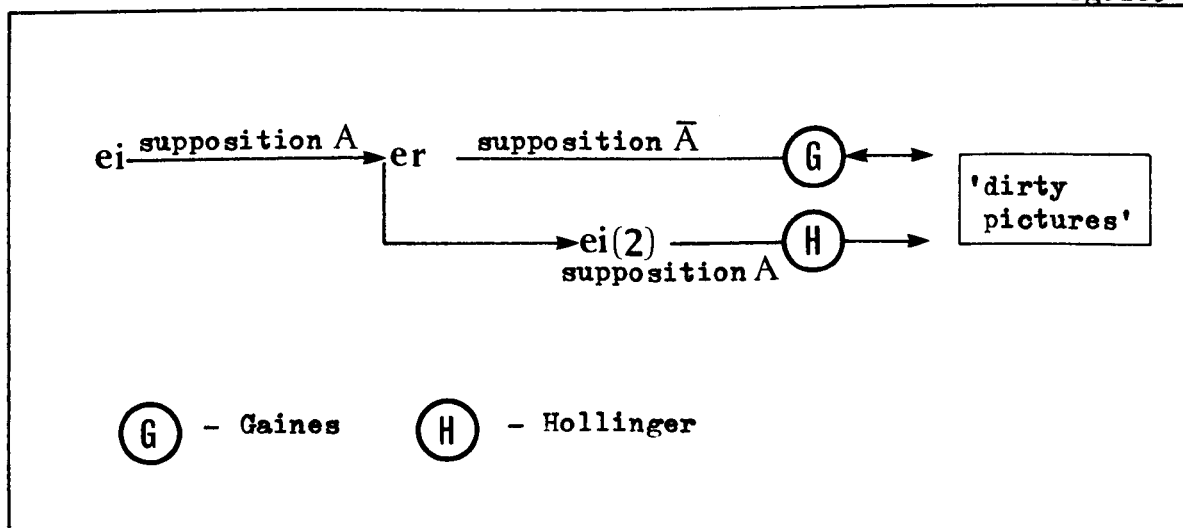 ei supposition A er supposition A̅ G
'dirty
pictures'
ei(2) H
supposition A
G - Gaines H - Hollinger